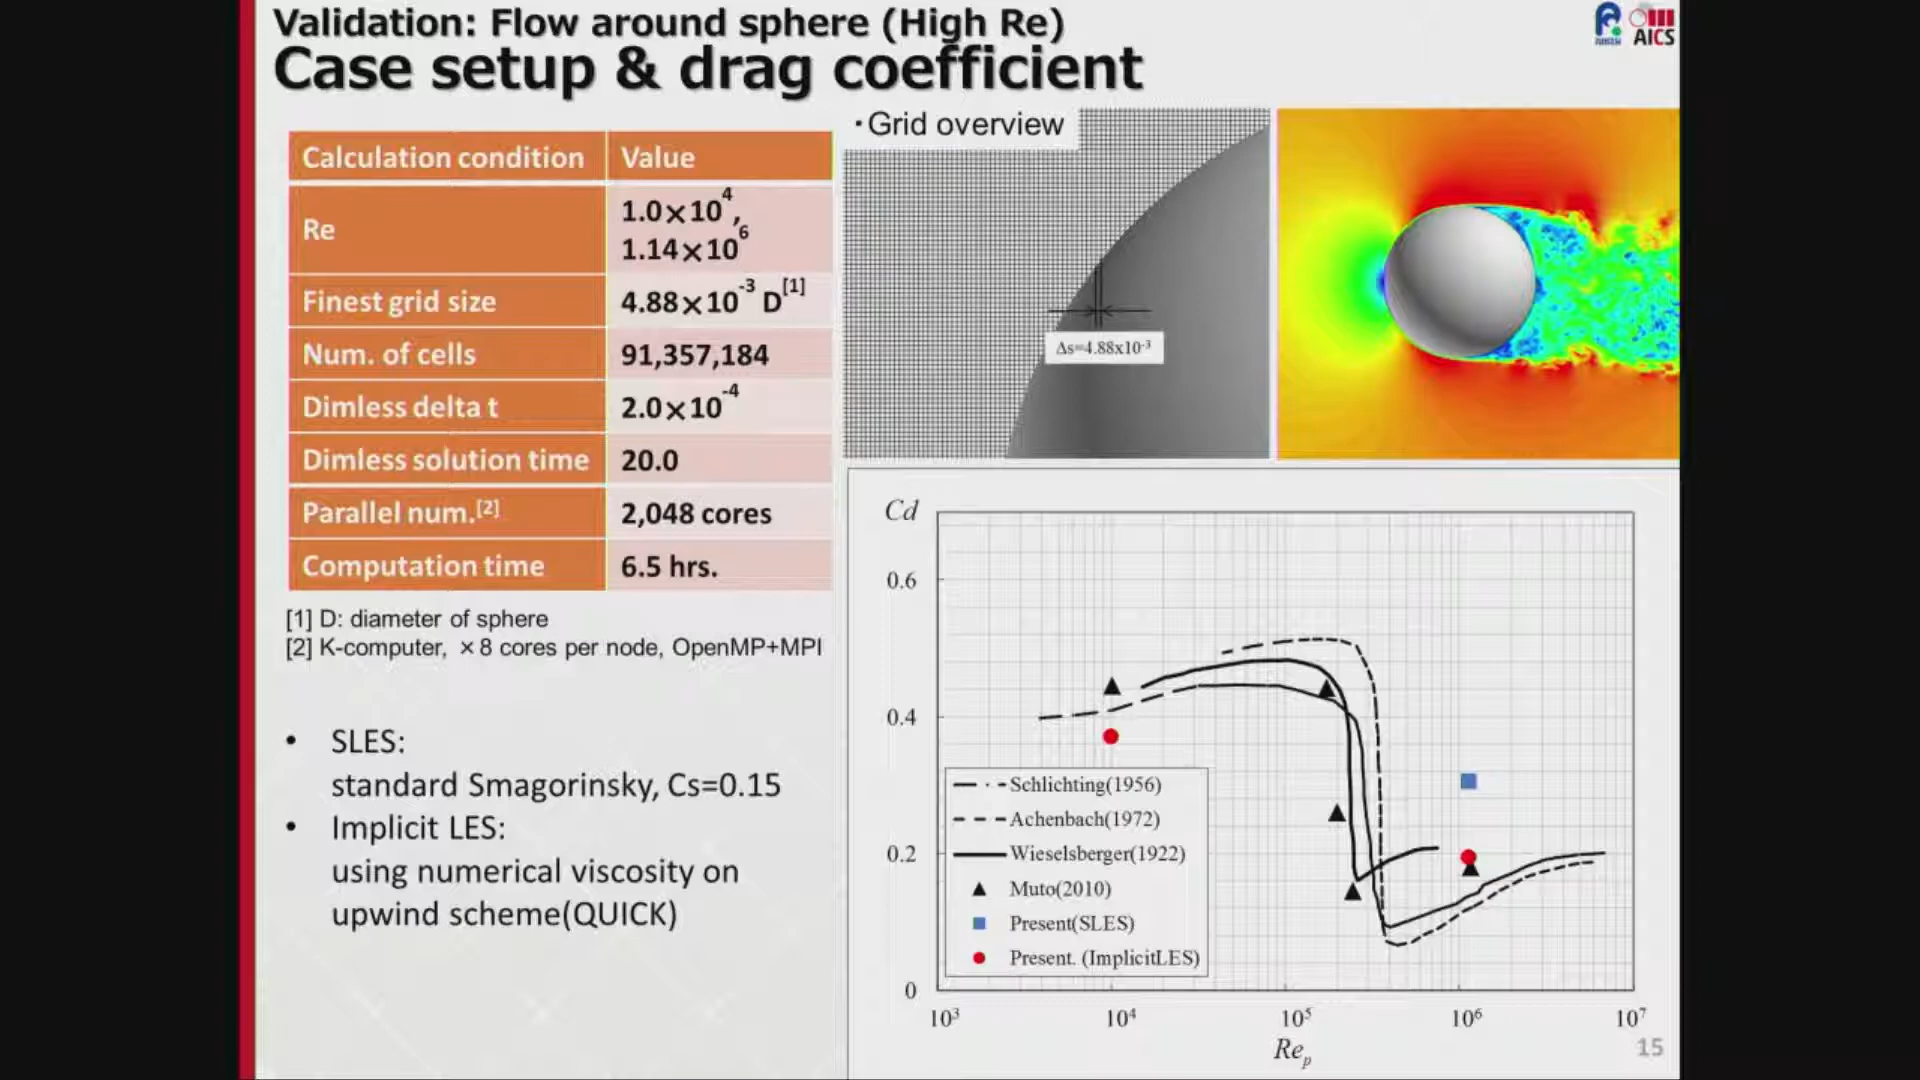 Validation: Flow around sphere (High Re)
Case setup & drag coefficient
AICS
Calculation condition Value
Re 1.0×10⁴,
1.14×10⁶
Finest grid size 4.88×10⁻³ D[1]
Num. of cells 91,357,184
Dimless delta t 2.0×10⁻⁴
Dimless solution time 20.0
Parallel num.[2] 2,048 cores
Computation time 6.5 hrs.
[1] D: diameter of sphere
[2] K-computer, ×8 cores per node, OpenMP+MPI
• SLES:
standard Smagorinsky, Cs=0.15
• Implicit LES:
using numerical viscosity on
upwind scheme(QUICK)
・Grid overview
Δs=4.88x10⁻³
Cd
0.6
0.4
0.2
0
Schlichting(1956)
Achenbach(1972)
Wieselsberger(1922)
Muto(2010)
Present(SLES)
Present. (ImplicitLES)
10³ 10⁴ 10⁵ 10⁶ 10⁷
Reₚ
15